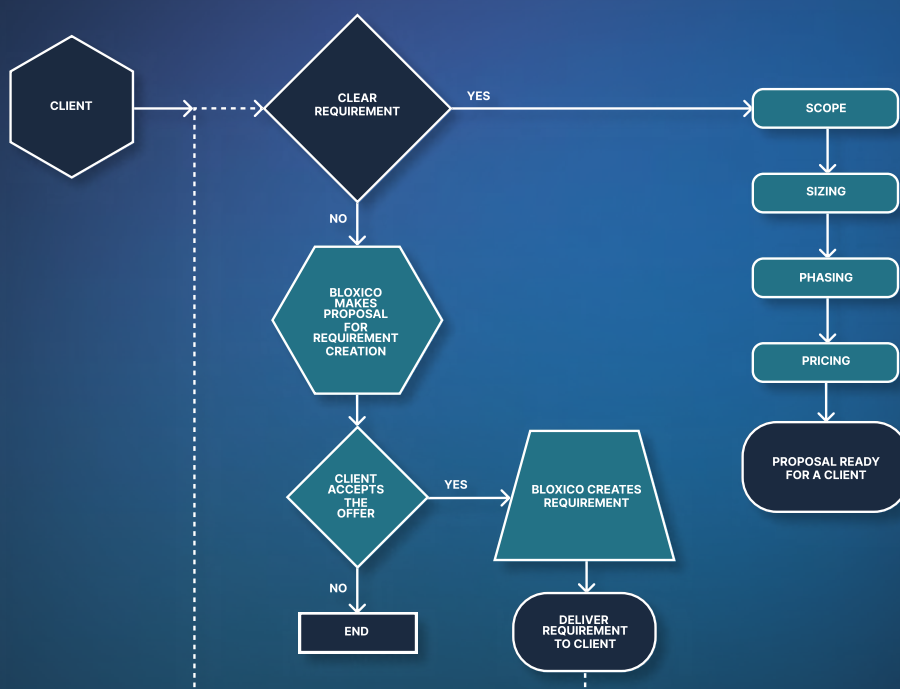 CLIENT
CLEAR
REQUIREMENT
YES
SCOPE
SIZING
PHASING
PRICING
PROPOSAL READY
FOR A CLIENT
NO
BLOXICO
MAKES
PROPOSAL
FOR
REQUIREMENT
CREATION
CLIENT
ACCEPTS
THE
OFFER
YES
BLOXICO CREATES
REQUIREMENT
NO
END
DELIVER
REQUIREMENT
TO CLIENT